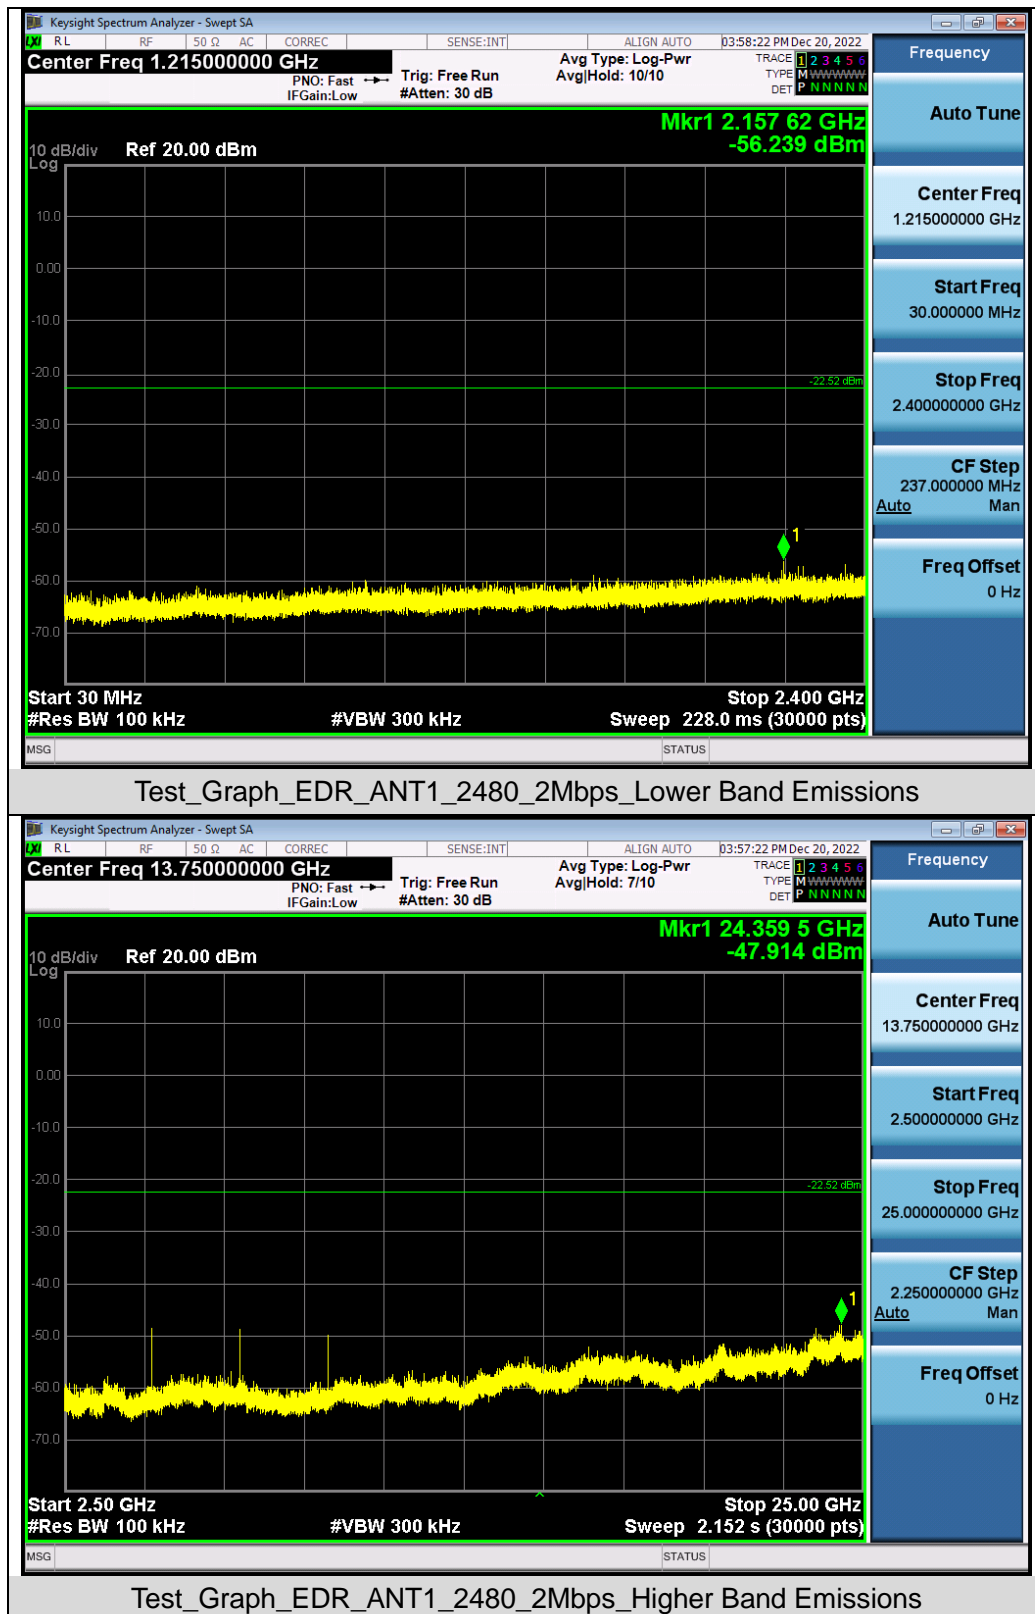 Keysight Spectrum Analyzer - Swept SA
LXI RL RF 50 Ω AC CORREC SENSE:INT ALIGN AUTO 03:58:22 PM Dec 20, 2022
Center Freq 1.215000000 GHz
PNO: Fast
IFGain:Low
Trig: Free Run
#Atten: 30 dB
Avg Type: Log-Pwr
Avg|Hold: 10/10
TRACE 1 2 3 4 5 6
TYPE M WWWWW
DET P N N N N N
Frequency
Auto Tune
Center Freq
1.215000000 GHz
Start Freq
30.000000 MHz
Stop Freq
2.400000000 GHz
CF Step
237.000000 MHz
Auto Man
Freq Offset
0 Hz
Mkr1 2.157 62 GHz
-56.239 dBm
10 dB/div Ref 20.00 dBm
Log
10.0
0.00
-10.0
-20.0
-22.52 dBm
-30.0
-40.0
-50.0
1
-60.0
-70.0
Start 30 MHz Stop 2.400 GHz
#Res BW 100 kHz #VBW 300 kHz Sweep 228.0 ms (30000 pts)
MSG STATUS
Test_Graph_EDR_ANT1_2480_2Mbps_Lower Band Emissions
Keysight Spectrum Analyzer - Swept SA
LXI RL RF 50 Ω AC CORREC SENSE:INT ALIGN AUTO 03:57:22 PM Dec 20, 2022
Center Freq 13.750000000 GHz
PNO: Fast
IFGain:Low
Trig: Free Run
#Atten: 30 dB
Avg Type: Log-Pwr
Avg|Hold: 7/10
TRACE 1 2 3 4 5 6
TYPE M WWWWW
DET P N N N N N
Frequency
Auto Tune
Center Freq
13.750000000 GHz
Start Freq
2.500000000 GHz
Stop Freq
25.000000000 GHz
CF Step
2.250000000 GHz
Auto Man
Freq Offset
0 Hz
Mkr1 24.359 5 GHz
-47.914 dBm
10 dB/div Ref 20.00 dBm
Log
10.0
0.00
-10.0
-20.0
-22.52 dBm
-30.0
-40.0
1
-50.0
-60.0
-70.0
Start 2.50 GHz Stop 25.00 GHz
#Res BW 100 kHz #VBW 300 kHz Sweep 2.152 s (30000 pts)
MSG STATUS
Test_Graph_EDR_ANT1_2480_2Mbps_Higher Band Emissions